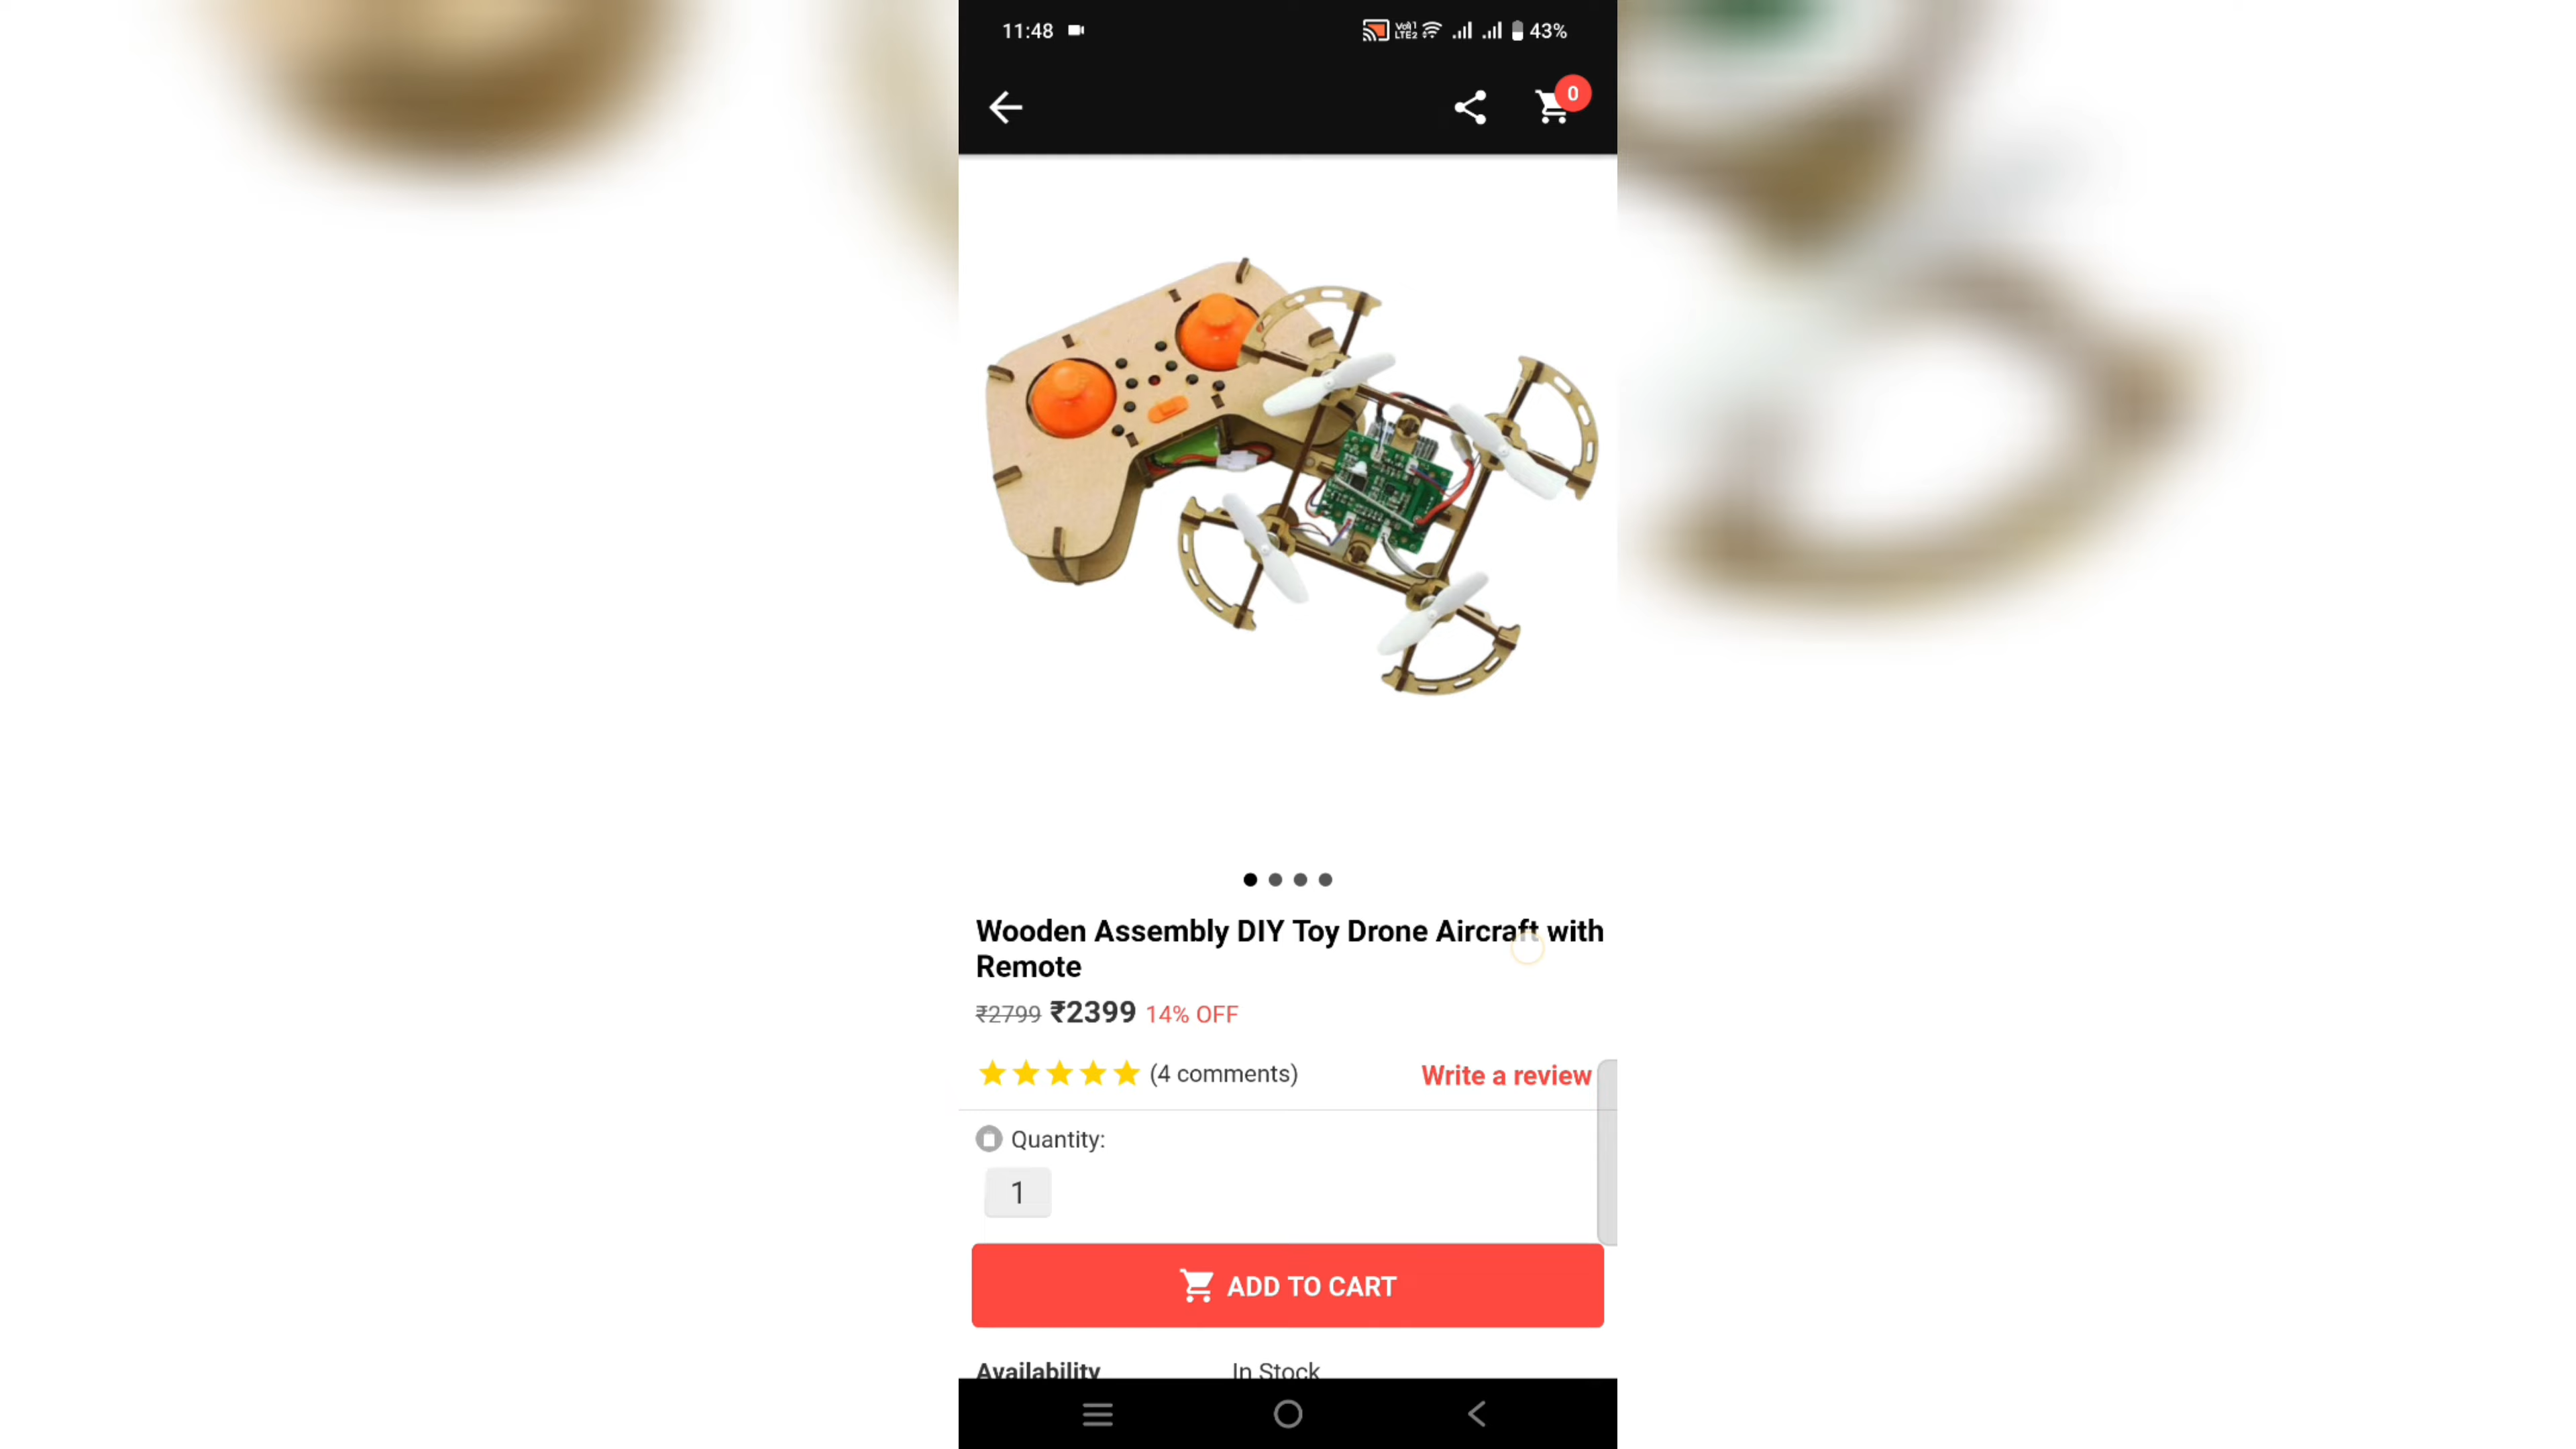 11:48
43%
0
Wooden Assembly DIY Toy Drone Aircraft with
Remote
₹2799 ₹2399 14% OFF
(4 comments)
Write a review
Quantity:
1
ADD TO CART
Availability
In Stock